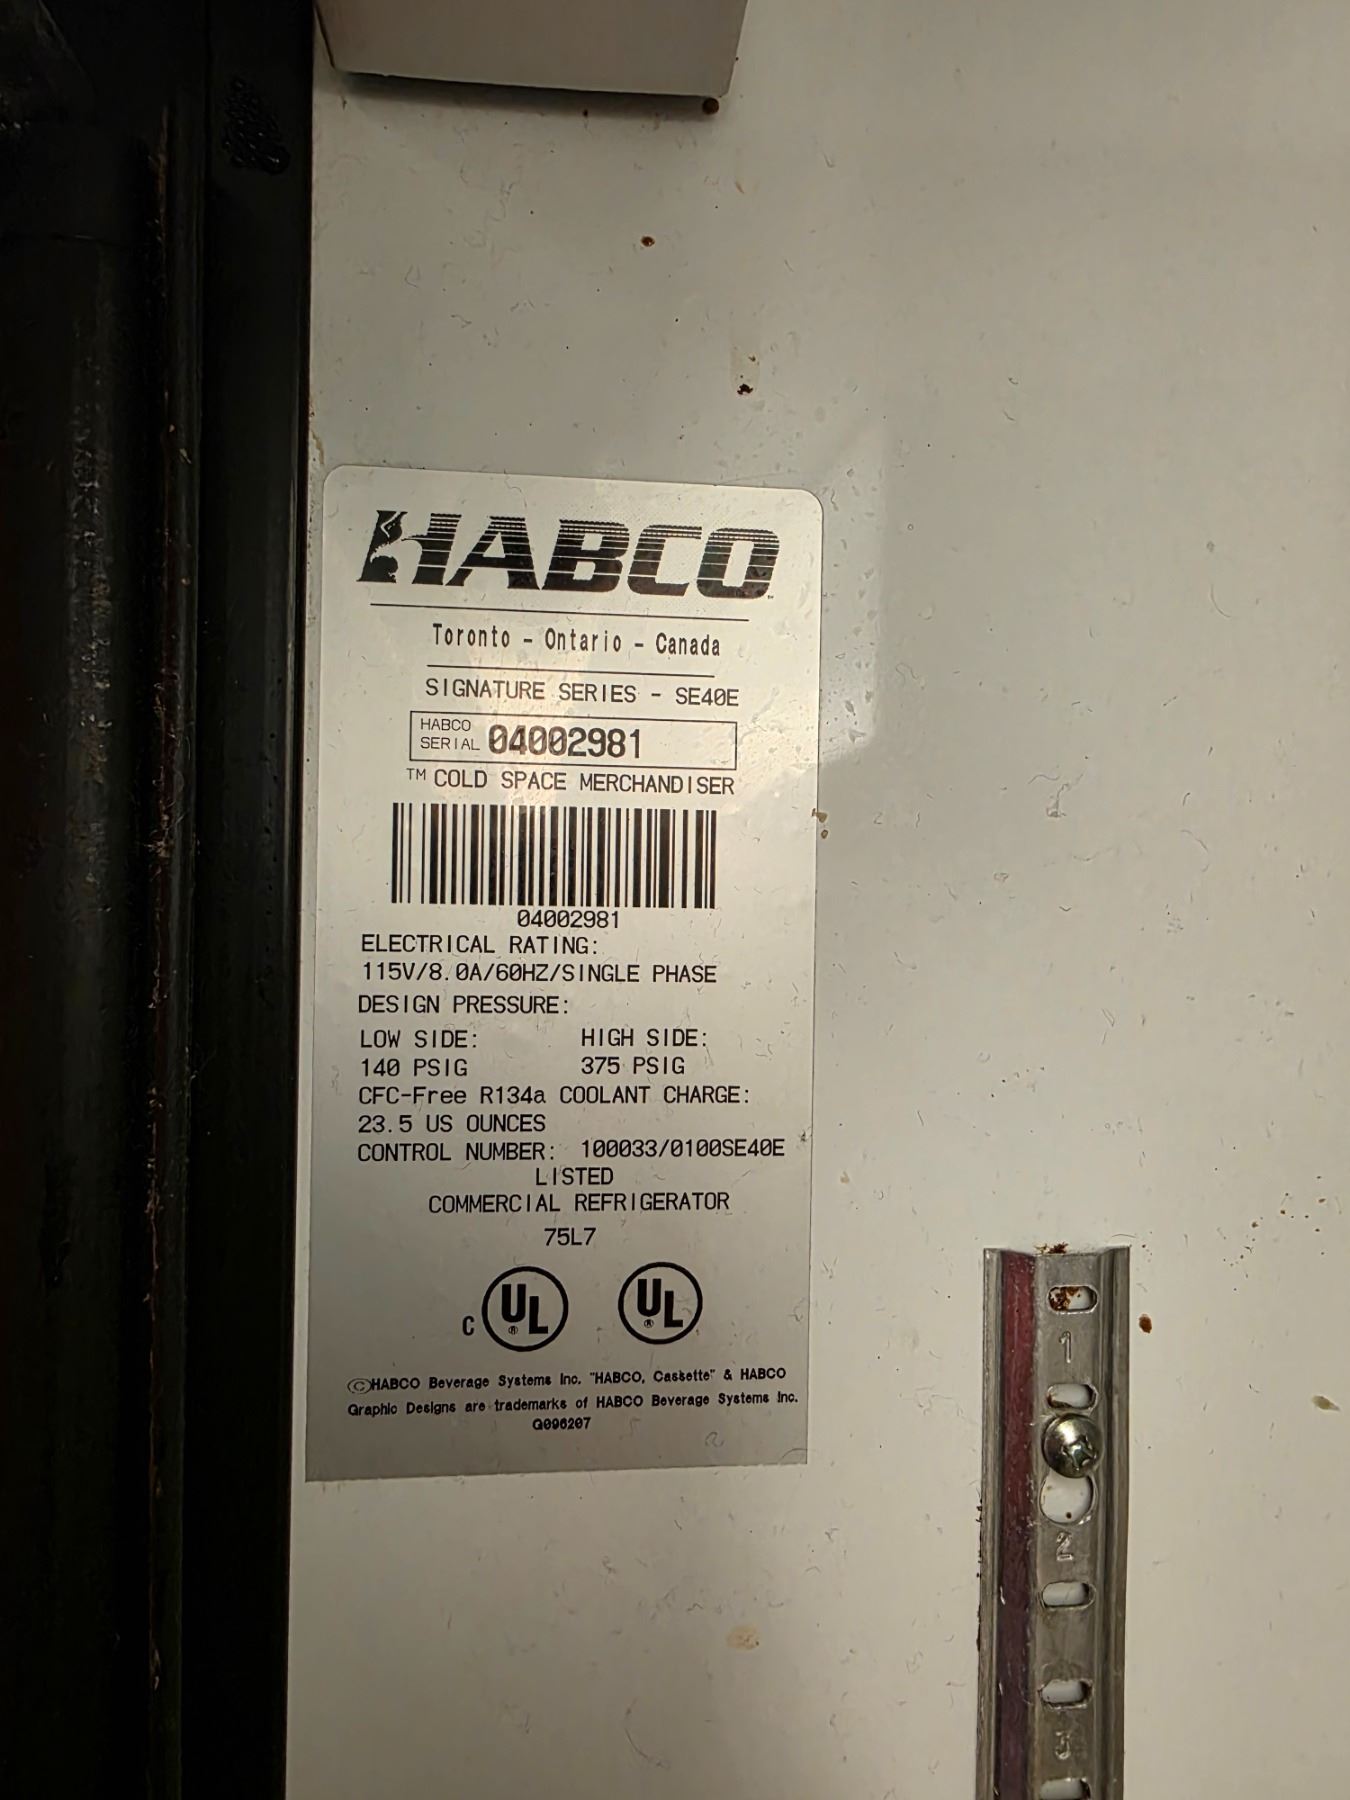 HABCO
Toronto - Ontario - Canada
SIGNATURE SERIES - SE40E
HABCO SERIAL 04002981
™ COLD SPACE MERCHANDISER
04002981
ELECTRICAL RATING:
115V/8.0A/60HZ/SINGLE PHASE
DESIGN PRESSURE:
LOW SIDE: HIGH SIDE:
140 PSIG 375 PSIG
CFC-Free R134a COOLANT CHARGE:
23.5 US OUNCES
CONTROL NUMBER: 100033/0100SE40E
LISTED
COMMERCIAL REFRIGERATOR
75L7
C UL® UL®
©HABCO Beverage Systems Inc. "HABCO, Cassette" & HABCO
Graphic Designs are trademarks of HABCO Beverage Systems Inc.
Q096207
1
2
3